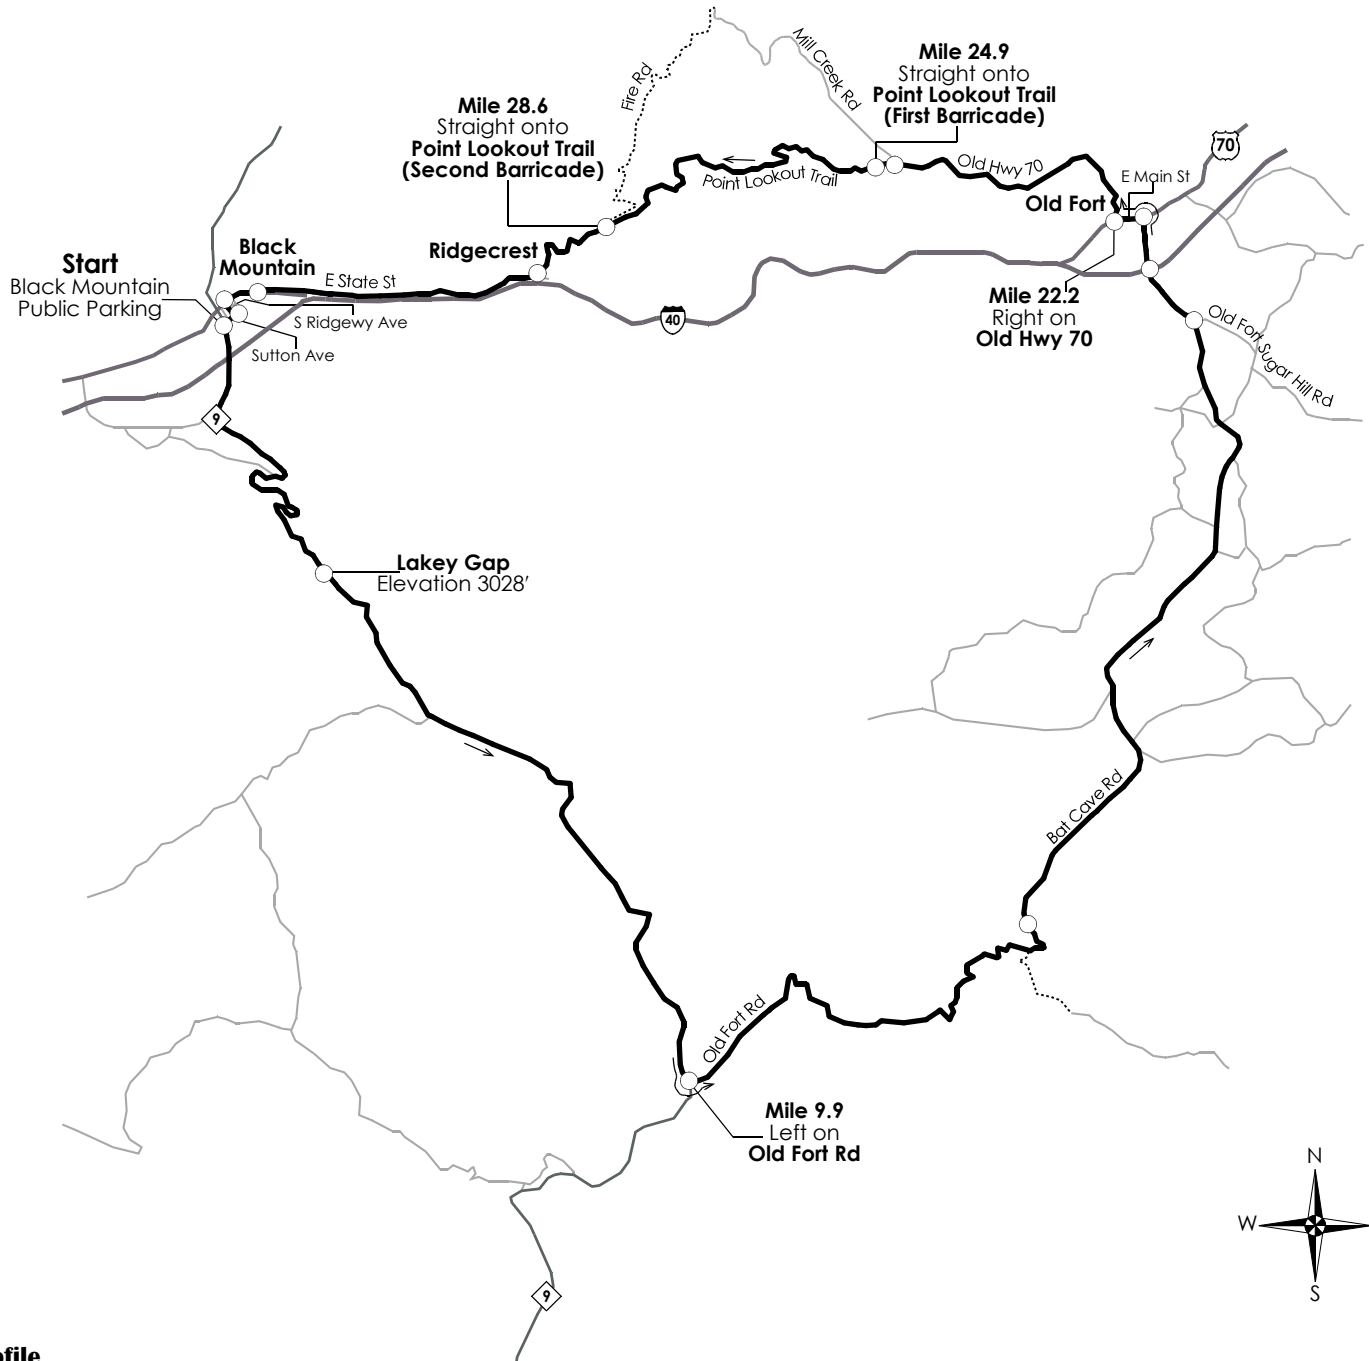 Fire Rd
Mill Creek Rd
Mile 24.9
Straight onto
Point Lookout Trail
(First Barricade)
Mile 28.6
Straight onto
Point Lookout Trail
(Second Barricade)
70
Point Lookout Trail
Old Hwy 70
E Main St
Old Fort
Start
Black Mountain
Public Parking
Black
Mountain
Ridgecrest
E State St
S Ridgewy Ave
Sutton Ave
40
Mile 22.2
Right on
Old Hwy 70
Old Fort Sugar Hill Rd
9
Lakey Gap
Elevation 3028'
Bat Cave Rd
Old Fort Rd
Mile 9.9
Left on
Old Fort Rd
N
W
S
9
ofile